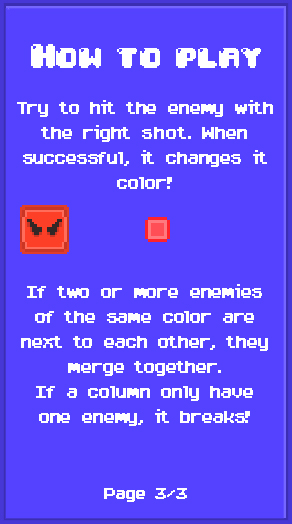 How to play
Try to hit the enemy with
the right shot. When
successful, it changes it
color!
If two or more enemies
of the same color are
next to each other, they
merge together.
If a column only have
one enemy, it breaks!
Page 3/3